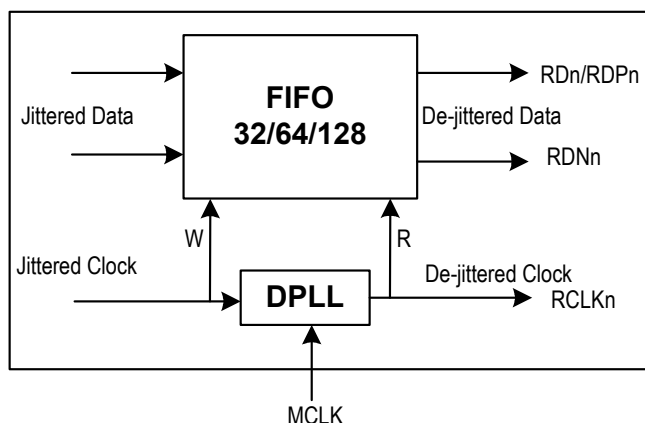 RDn/RDPn
FIFO
32/64/128
Jittered Data
De-jittered Data
RDNn
W
R
Jittered Clock
De-jittered Clock
DPLL
RCLKn
MCLK